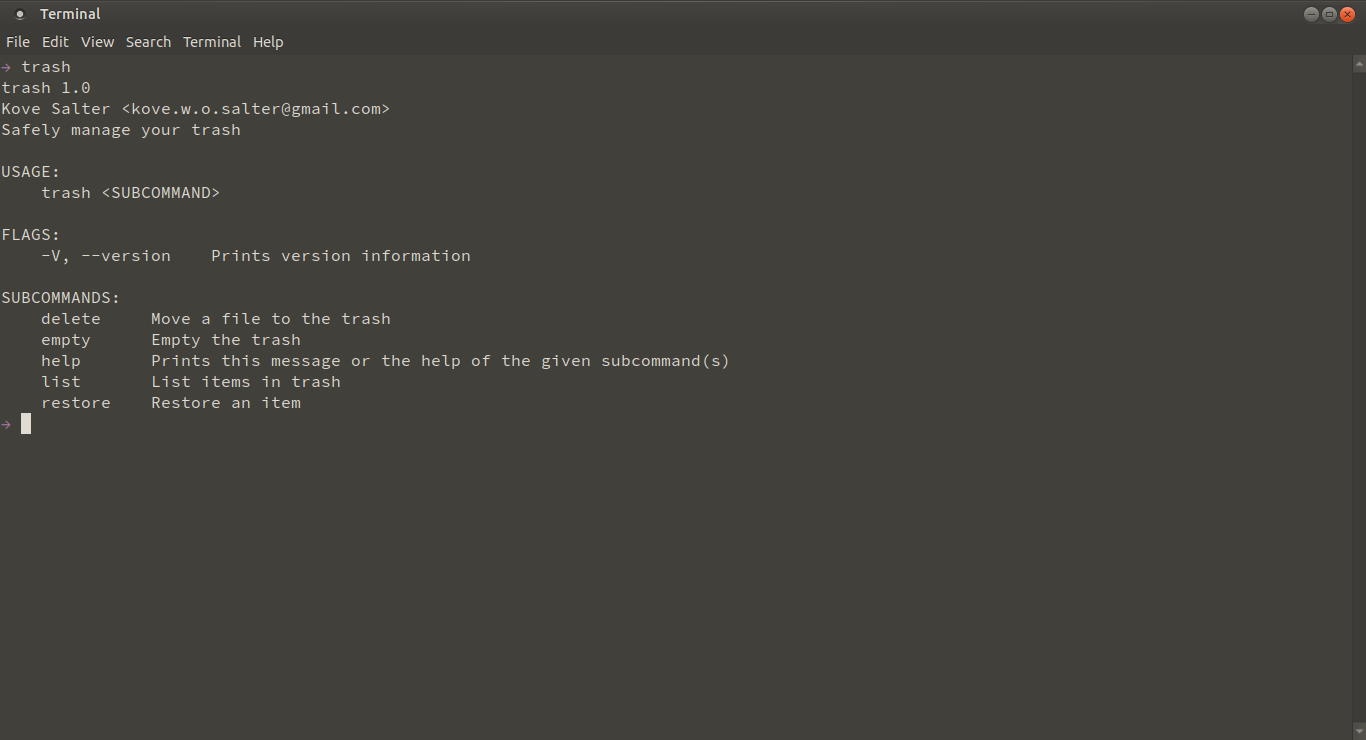 Terminal
File Edit View Search Terminal Help
→ trash
trash 1.0
Kove Salter <kove.w.o.salter@gmail.com>
Safely manage your trash

USAGE:
    trash <SUBCOMMAND>

FLAGS:
    -V, --version    Prints version information

SUBCOMMANDS:
    delete     Move a file to the trash
    empty      Empty the trash
    help       Prints this message or the help of the given subcommand(s)
    list       List items in trash
    restore    Restore an item
→